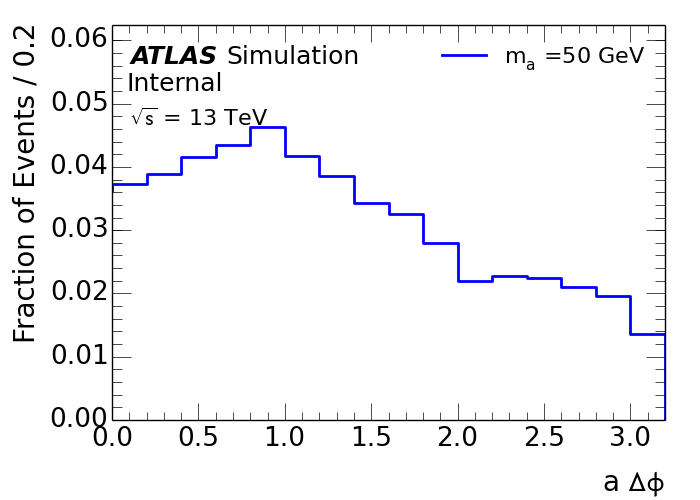 0.06
ATLAS Simulation
Internal
√s = 13 TeV
mₐ =50 GeV
0.05
0.04
0.03
0.02
0.01
0.00
Fraction of Events / 0.2
0.0 0.5 1.0 1.5 2.0 2.5 3.0
a Δϕ